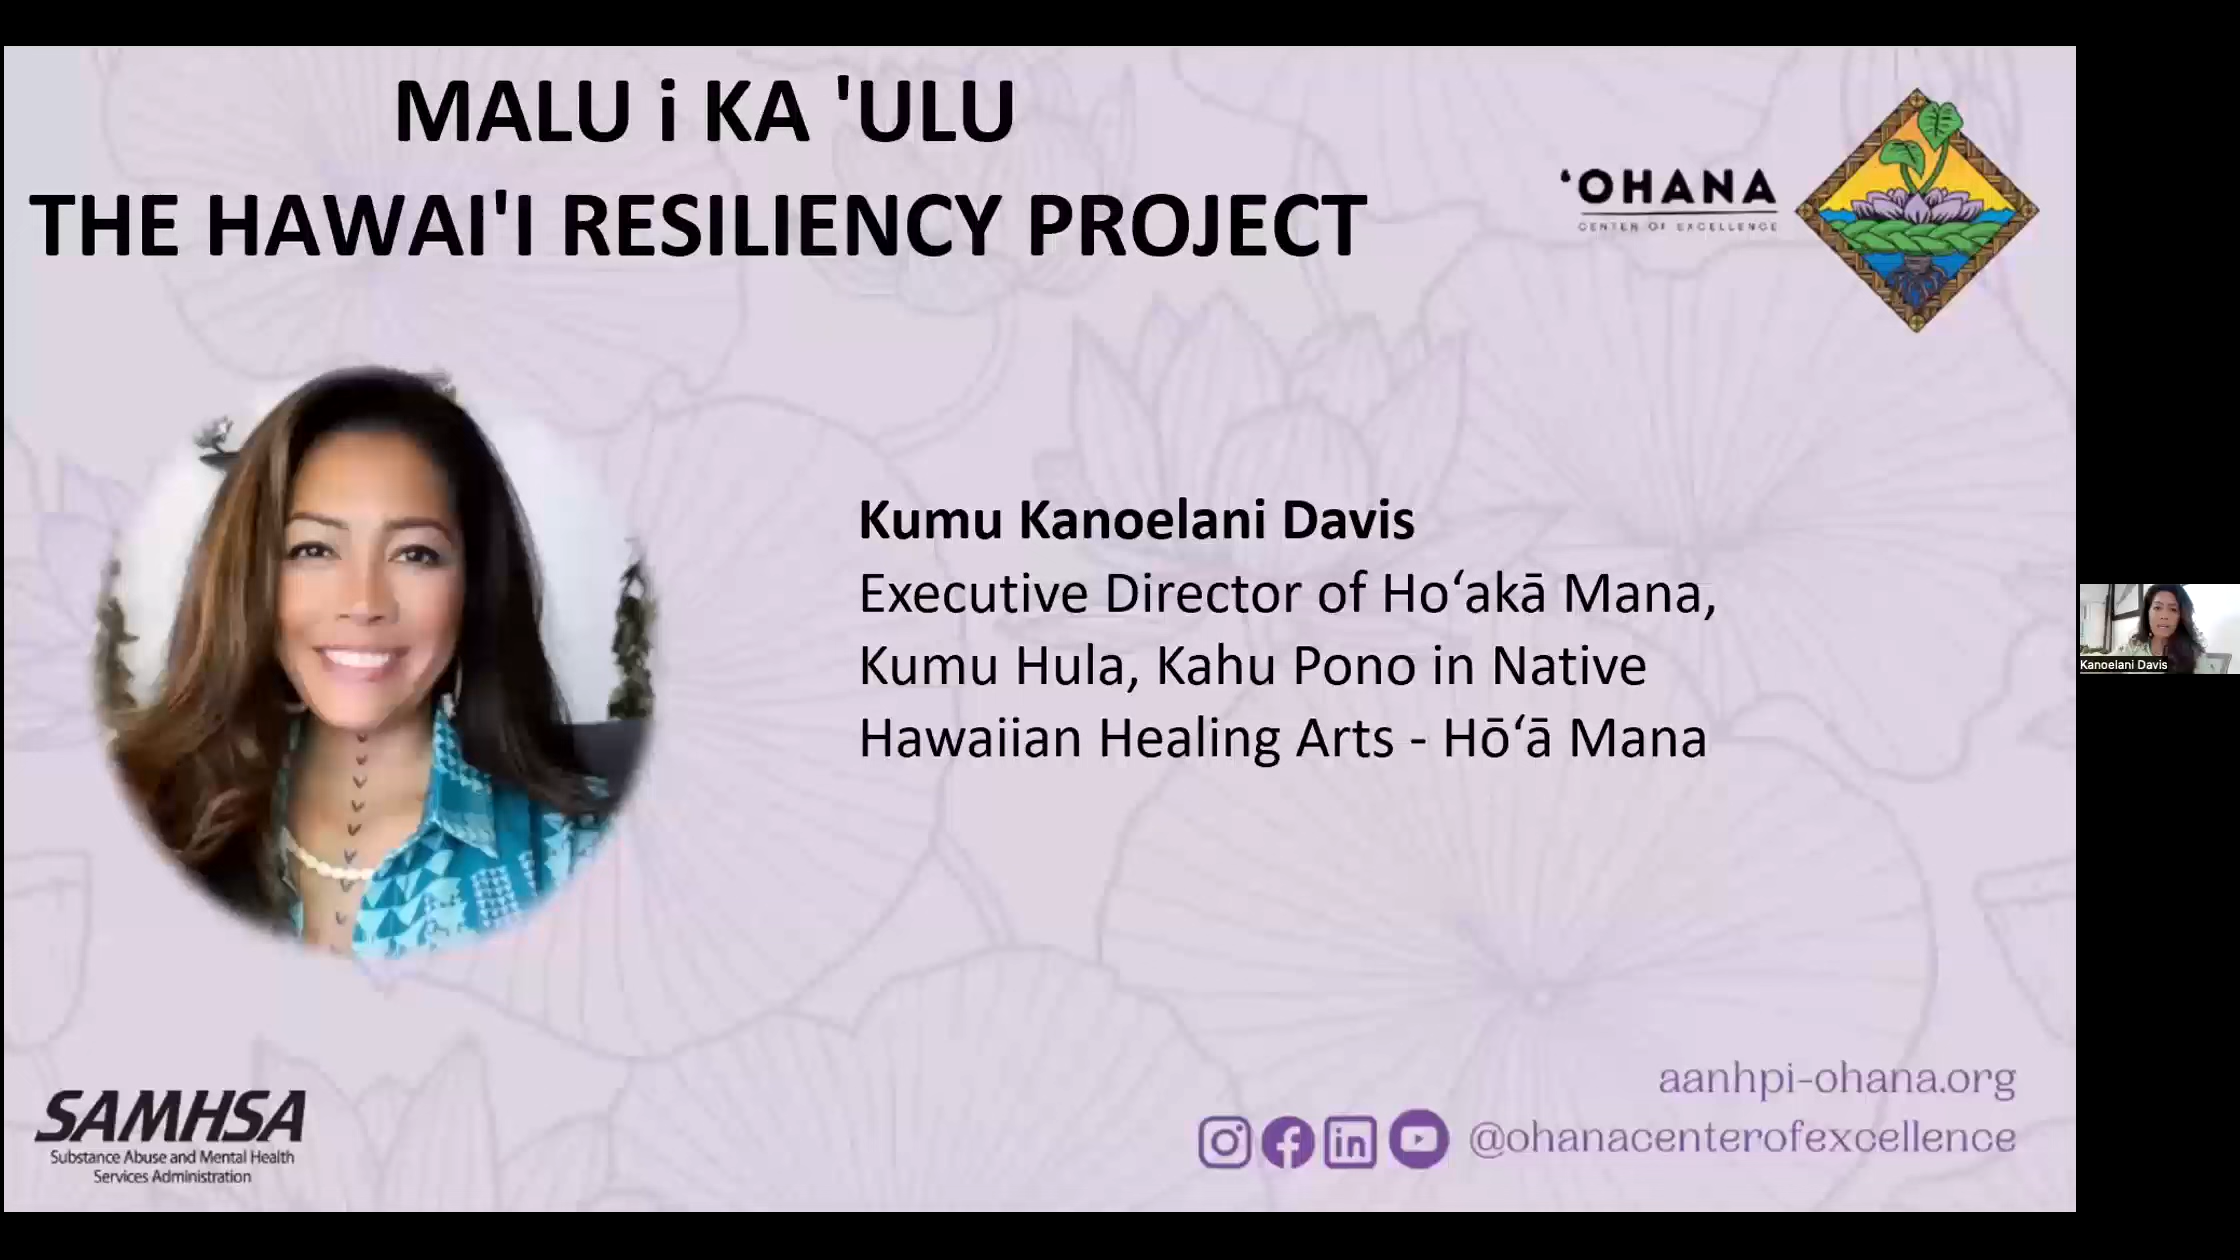 MALU i KA 'ULU
THE HAWAI'I RESILIENCY PROJECT
ʻOHANA
CENTER OF EXCELLENCE
Kumu Kanoelani Davis
Executive Director of Hoʻakā Mana,
Kumu Hula, Kahu Pono in Native
Hawaiian Healing Arts - Hōʻā Mana
Kanoelani Davis
SAMHSA
Substance Abuse and Mental Health
Services Administration
aanhpi-ohana.org
@ohanacenterofexcellence